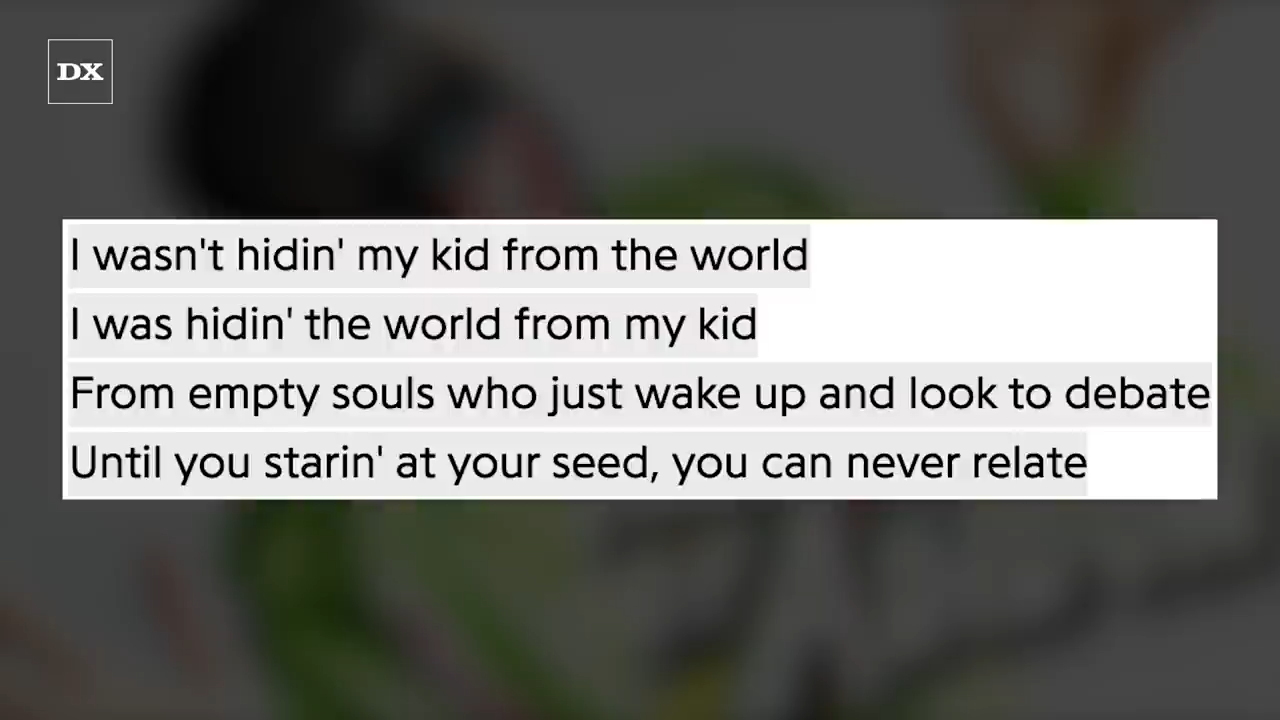 DX
I wasn't hidin' my kid from the world
I was hidin' the world from my kid
From empty souls who just wake up and look to debate
Until you starin' at your seed, you can never relate